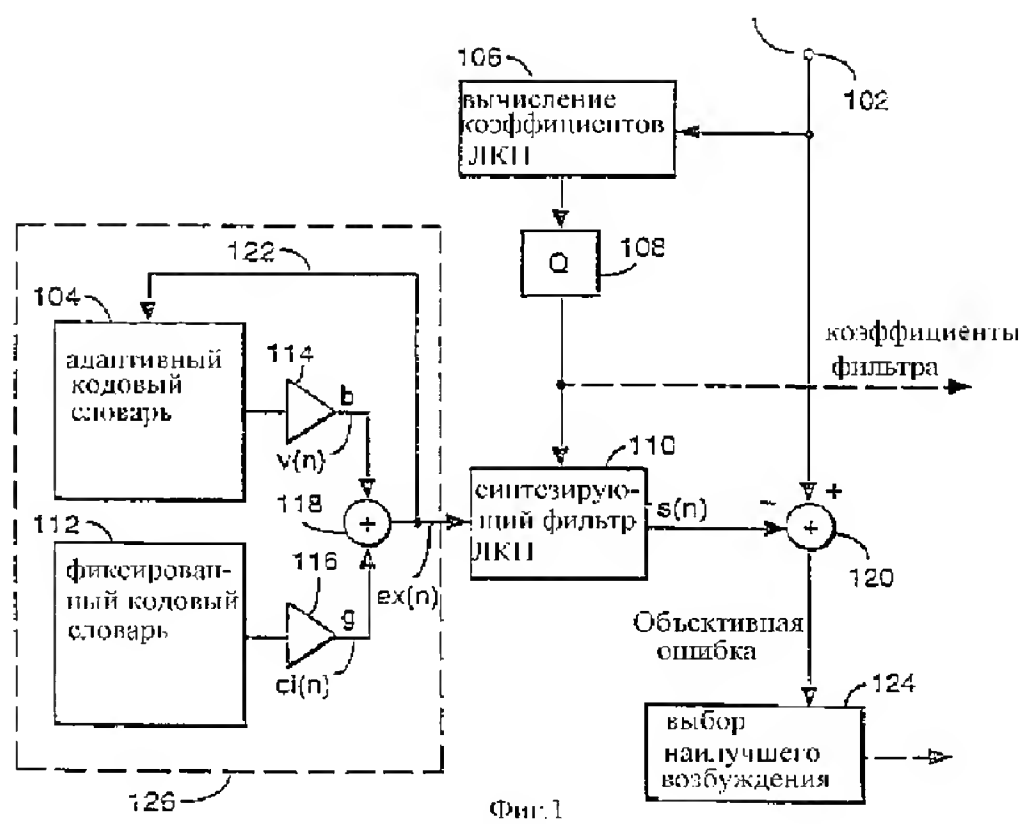 106
102
вычисление
коэффициентов
ЛКП
Q
108
122
104
адаптивный
кодовый
словарь
114
b
v(n)
коэффициенты
фильтра
110
синтезирую-
щий фильтр
ЛКП
s(n)
- +
+
120
118
+
ex(n)
112
фиксирован-
ный кодовый
словарь
116
g
ci(n)
Объективная
ошибка
124
выбор
наилучшего
возбуждения
126
Фиг.1